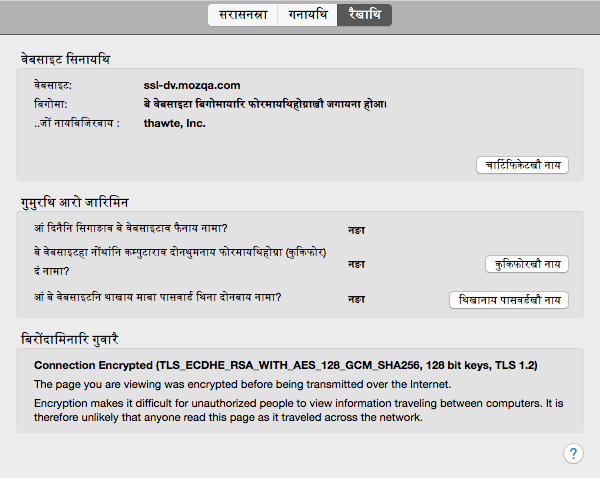 सरासनस्रा गनायथि रैखाथि
वेबसाइट सिनायथि
वेबसाइट: ssl-dv.mozqa.com
बिगोमा: बे वेबसाइटा बिगोमायारि फोरमायथिहोग्राखौ जगायना होआ।
..जों नायबिजिरबाय : thawte, Inc.
चार्टिफिकेटखौ नाय
गुमुरथि आरो जारिमिन
आं दिनैनि सिगाङाव बे वेबसाइटाव फैनाय नामा? नङा
बे वेबसाइटहा नोंथांनि कम्पुटाराव दोनथुमनाय फोरमायथिहोग्रा (कुकिफोर)
दं नामा? नङा कुकिफोरखौ नाय
आं बे वेबसाइटनि थाखाय माबा पासवार्ड थिना दोनबाय नामा? नङा थिखानाय पासवर्डखौ नाय
बिरोंदामिनारि गुवारै
Connection Encrypted (TLS_ECDHE_RSA_WITH_AES_128_GCM_SHA256, 128 bit keys, TLS 1.2)
The page you are viewing was encrypted before being transmitted over the Internet.
Encryption makes it difficult for unauthorized people to view information traveling between computers. It is
therefore unlikely that anyone read this page as it traveled across the network.
?